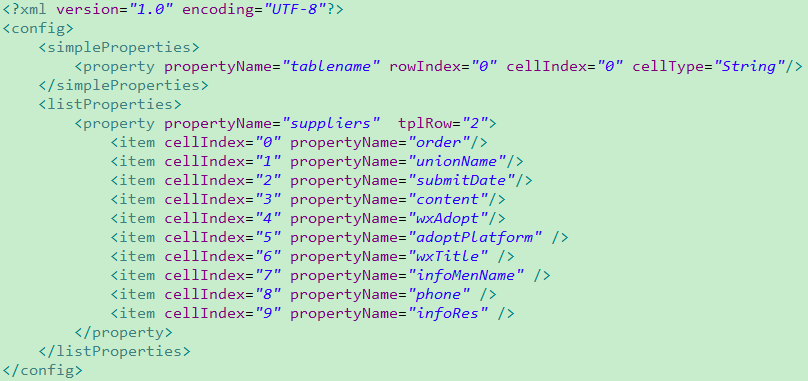 <?xml version="1.0" encoding="UTF-8"?>
<config>
    <simpleProperties>
        <property propertyName="tablename" rowIndex="0" cellIndex="0" cellType="String"/>
    </simpleProperties>
    <listProperties>
        <property propertyName="suppliers"  tplRow="2">
            <item cellIndex="0" propertyName="order"/>
            <item cellIndex="1" propertyName="unionName"/>
            <item cellIndex="2" propertyName="submitDate"/>
            <item cellIndex="3" propertyName="content"/>
            <item cellIndex="4" propertyName="wxAdopt"/>
            <item cellIndex="5" propertyName="adoptPlatform" />
            <item cellIndex="6" propertyName="wxTitle" />
            <item cellIndex="7" propertyName="infoMenName" />
            <item cellIndex="8" propertyName="phone" />
            <item cellIndex="9" propertyName="infoRes" />
        </property>
    </listProperties>
</config>